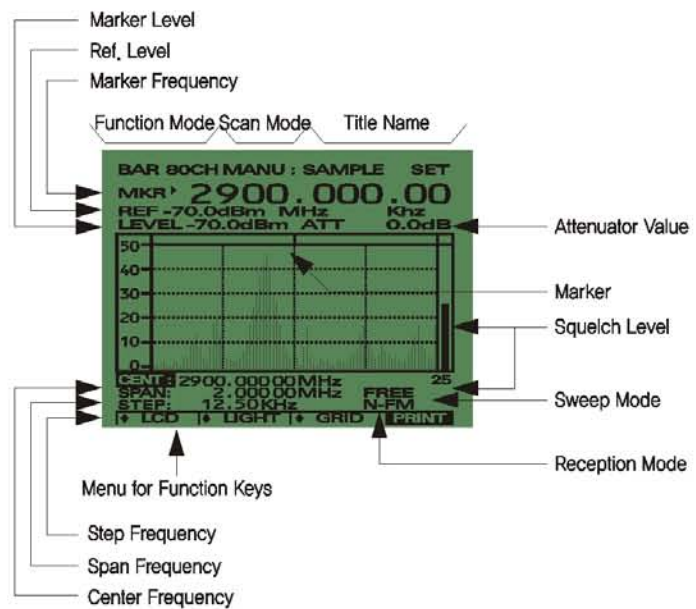 Marker Level
Ref. Level
Marker Frequency
Function Mode Scan Mode Title Name
BAR 80CH MANU : SAMPLE SET
MKR 2900.000.00
REF -70.0dBm MHz Khz
LEVEL -70.0dBm ATT 0.0dB
Attenuator Value
50
40
30
20
10
0
Marker
Squelch Level
CENT: 2900.00000MHz 25
SPAN: 2.00000MHz FREE
STEP: 12.50KHz N-FM
LCD LIGHT GRID PRINT
Sweep Mode
Reception Mode
Menu for Function Keys
Step Frequency
Span Frequency
Center Frequency